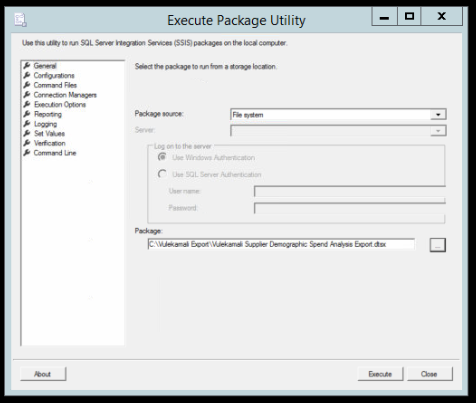 Execute Package Utility
Use this utility to run SQL Server Integration Services (SSIS) packages on the local computer.
General
Configurations
Command Files
Connection Managers
Execution Options
Reporting
Logging
Set Values
Verification
Command Line
Select the package to run from a storage location.
Package source:
File system
Server:
Log on to the server
Use Windows Authentication
Use SQL Server Authentication
User name:
Password:
Package:
C:\Vulekamali Export\Vulekamali Supplier Demographic Spend Analysis Export.dtsx
...
About
Execute
Close